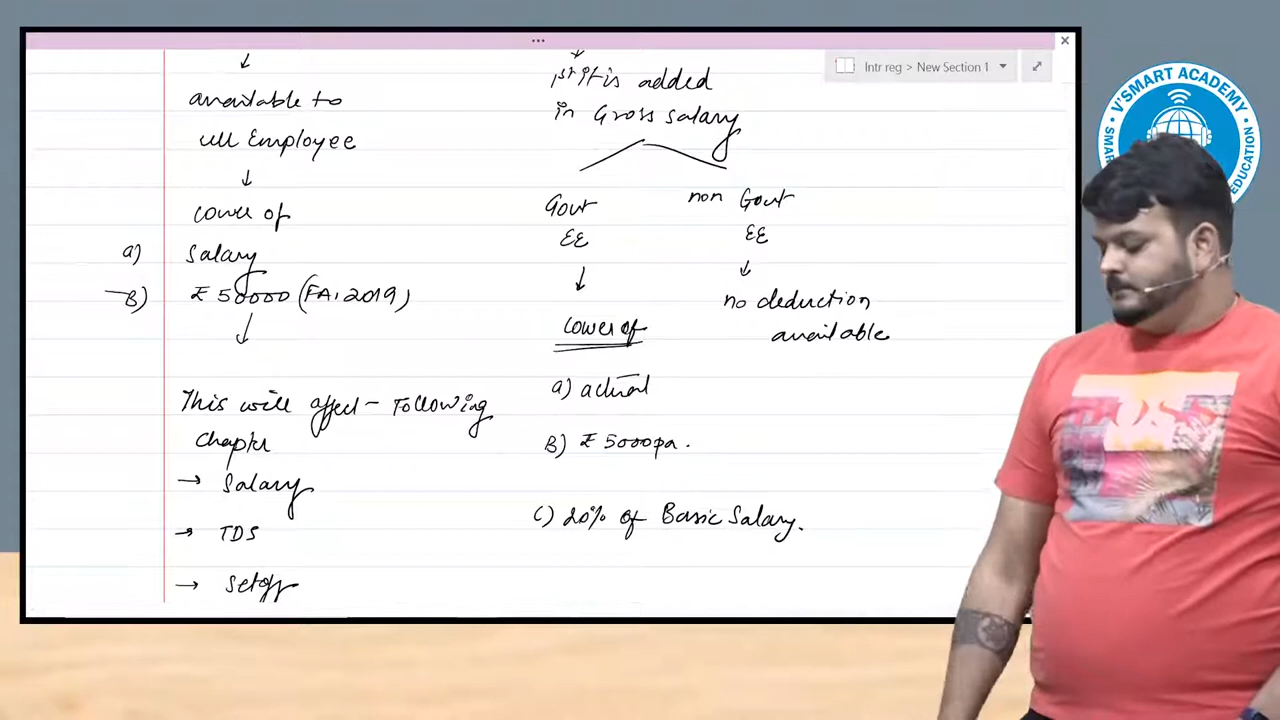 Intr reg > New Section 1
↓
available to
all Employee
↓
Lower of
a) Salary
B) ₹ 50000 (FA, 2019)
↓
This will affect - Following
chapter
→ Salary
→ TDS
→ Setoff
1st it is added
in Gross salary
Govt
EE
↓
Lower of
a) actual
B) ₹ 5000 pa.
C) 20% of Basic Salary.
non Govt
EE
↓
no deduction
available
V'SMART ACADEMY
EDUCATION